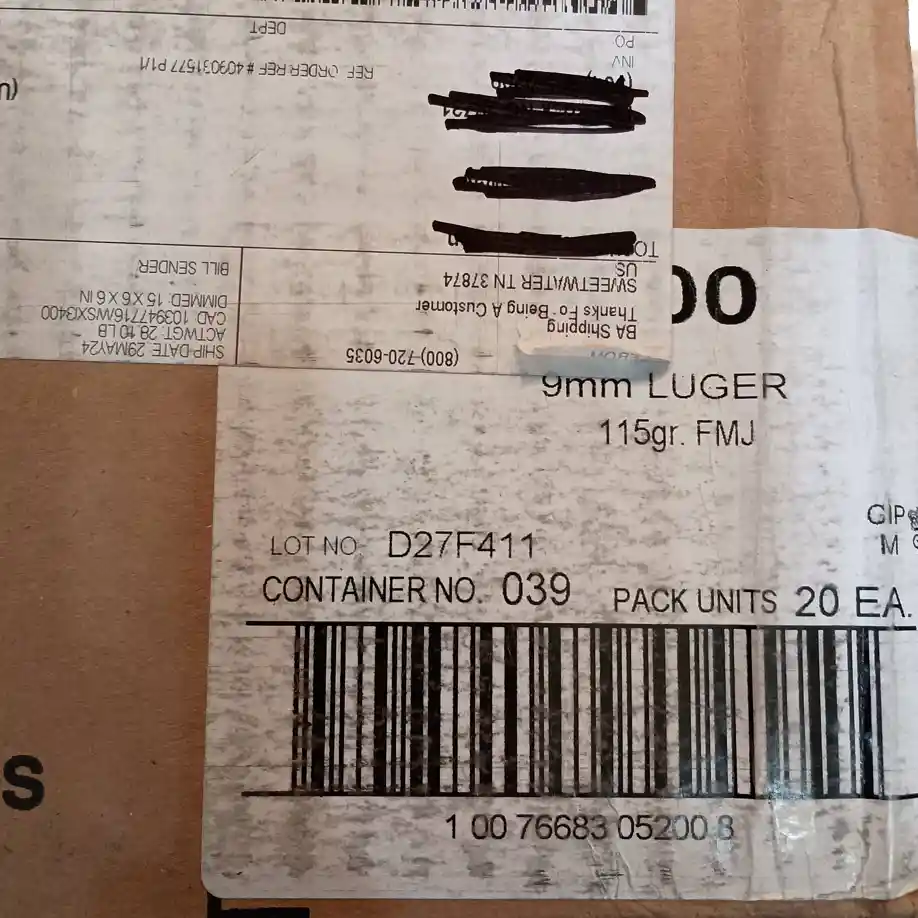 DEPT
PO
INV
REF ORDER REF # 409031577 P1/1
TO
US
SWEETWATER TN 37874
Thanks Fo Being A Customer
BA Shipping
(800) 720-6035
BILL SENDER
DIMMED: 15 X 6 X 6 IN
CAD: 103947716/WSXI3400
ACTWGT: 28.10 LB
SHIP DATE: 29MAY24
00
9mm LUGER
115gr. FMJ
LOT NO. D27F411
CONTAINER NO. 039
PACK UNITS 20 EA.
1 00 76683 05200 8
S